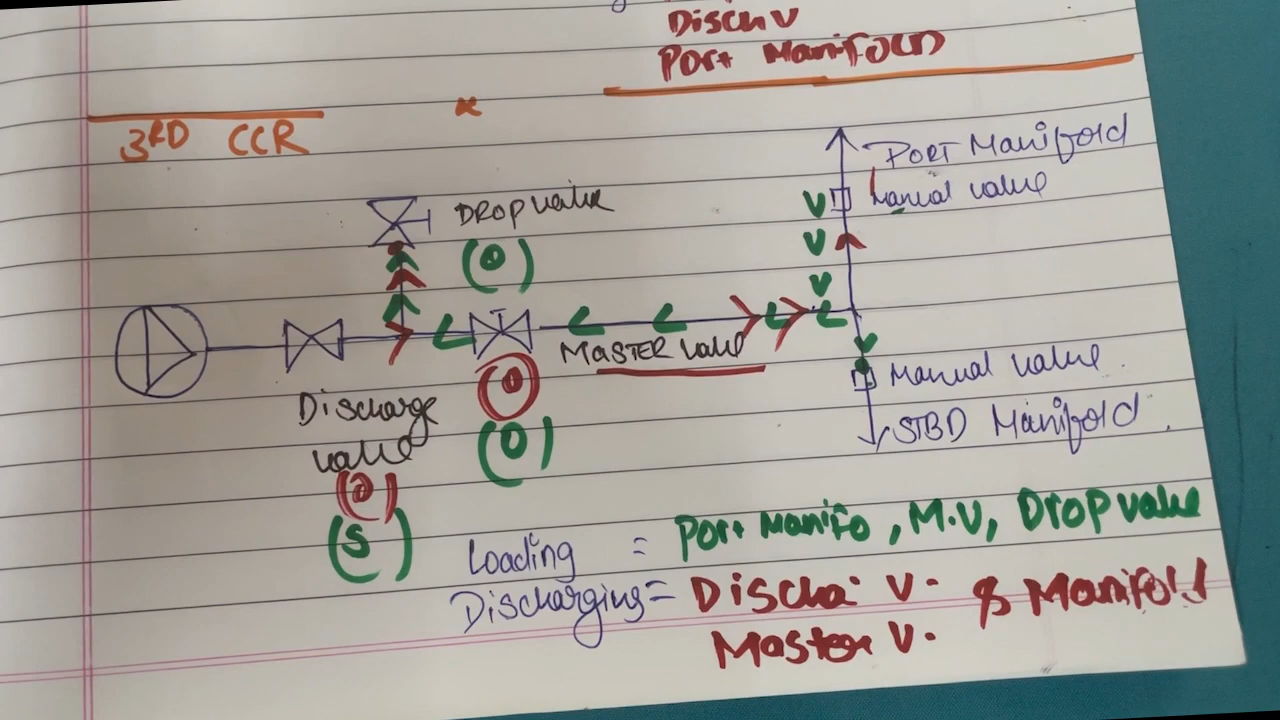 Disch V
Port Manifold
3RD CCR
PORT Manifold
Manual valve
DROP valve
(O)
MASTER valve
Manual valve
STBD Manifold
Discharge
valve
(O)
(O)
(O)
(S)
Loading = Port Manifo, M.V, Drop valve
Discharging = Discha. V. & Manifold
Master V.